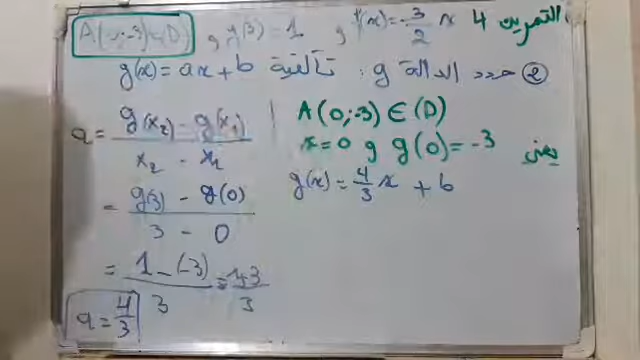 التمرين 4 f(x) = -3/2 x و g(3) = 1 و A(0;-3) ∈ (D)
② حدد الدالة g : تآلفية g(x) = ax + b
a = g(x₂) - g(x₁) / x₂ - x₁
= g(3) - g(0) / 3 - 0
= 1 - (-3) / 3 = 1+3 / 3
a = 4/3
A(0;-3) ∈ (D)
يعني x = 0 و g(0) = -3
g(x) = 4/3 x + b